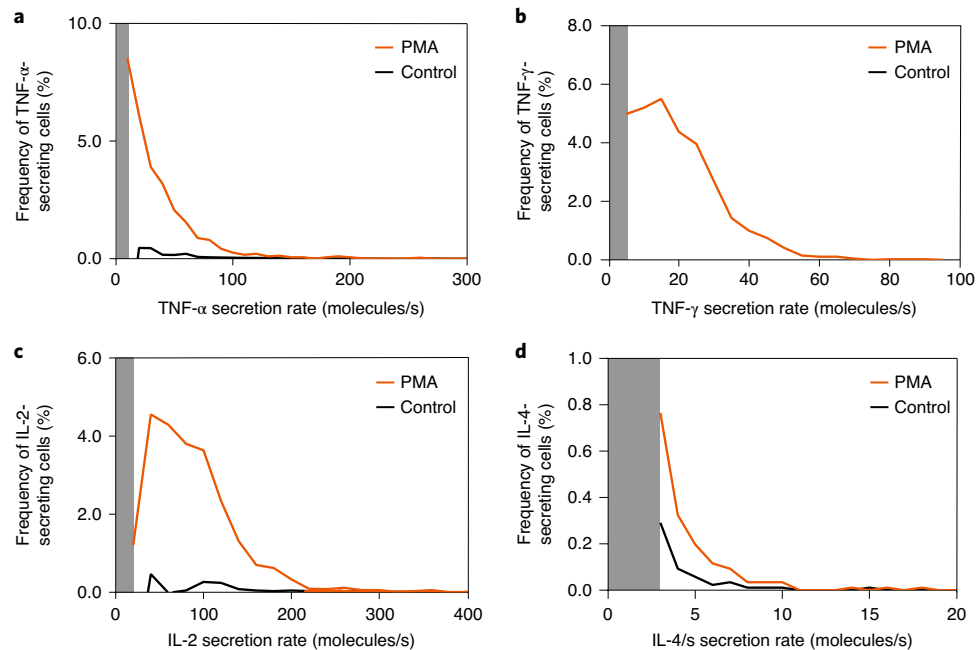 a
Frequency of TNF-α-
secreting cells (%)
10.0
5.0
0.0
0
100
200
300
PMA
Control
TNF-α secretion rate (molecules/s)
b
Frequency of TNF-γ-
secreting cells (%)
8.0
6.0
4.0
2.0
0.0
0
20
40
60
80
100
PMA
Control
TNF-γ secretion rate (molecules/s)
c
Frequency of IL-2-
secreting cells (%)
6.0
4.0
2.0
0.0
0
100
200
300
400
PMA
Control
IL-2 secretion rate (molecules/s)
d
Frequency of IL-4-
secreting cells (%)
1.0
0.8
0.6
0.4
0.2
0.0
0
5
10
15
20
PMA
Control
IL-4/s secretion rate (molecules/s)